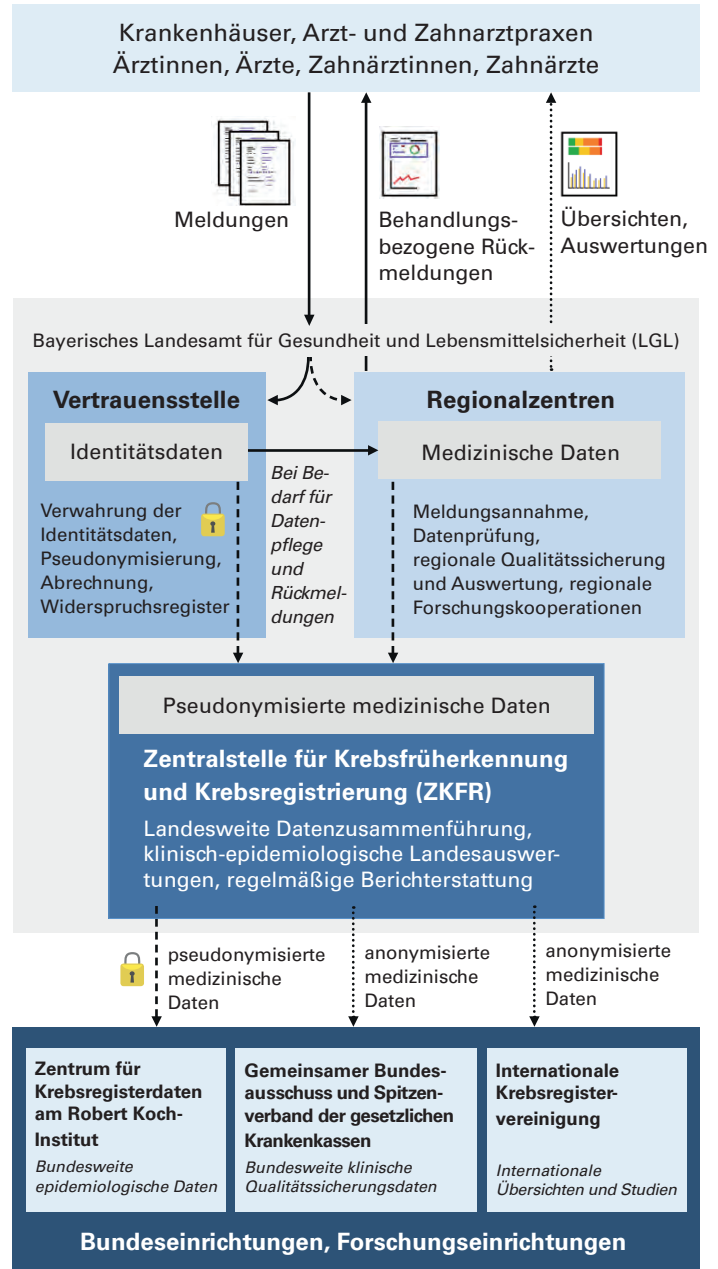 Krankenhäuser, Arzt- und Zahnarztpraxen
Ärztinnen, Ärzte, Zahnärztinnen, Zahnärzte
Meldungen
Behandlungs-
bezogene Rück-
meldungen
Übersichten,
Auswertungen
Bayerisches Landesamt für Gesundheit und Lebensmittelsicherheit (LGL)
Vertrauensstelle
Identitätsdaten
Verwahrung der
Identitätsdaten,
Pseudonymisierung,
Abrechnung,
Widerspruchsregister
Bei Be-
darf für
Daten-
pflege
und
Rückmel-
dungen
Regionalzentren
Medizinische Daten
Meldungsannahme,
Datenprüfung,
regionale Qualitätssicherung
und Auswertung, regionale
Forschungskooperationen
Pseudonymisierte medizinische Daten
Zentralstelle für Krebsfrüherkennung
und Krebsregistrierung (ZKFR)
Landesweite Datenzusammenführung,
klinisch-epidemiologische Landesauswer-
tungen, regelmäßige Berichterstattung
pseudonymisierte
medizinische
Daten
anonymisierte
medizinische
Daten
anonymisierte
medizinische
Daten
Zentrum für
Krebsregisterdaten
am Robert Koch-
Institut
Bundesweite
epidemiologische Daten
Gemeinsamer Bundes-
ausschuss und Spitzen-
verband der gesetzlichen
Krankenkassen
Bundesweite klinische
Qualitätssicherungsdaten
Internationale
Krebsregister-
vereinigung
Internationale
Übersichten und Studien
Bundeseinrichtungen, Forschungseinrichtungen